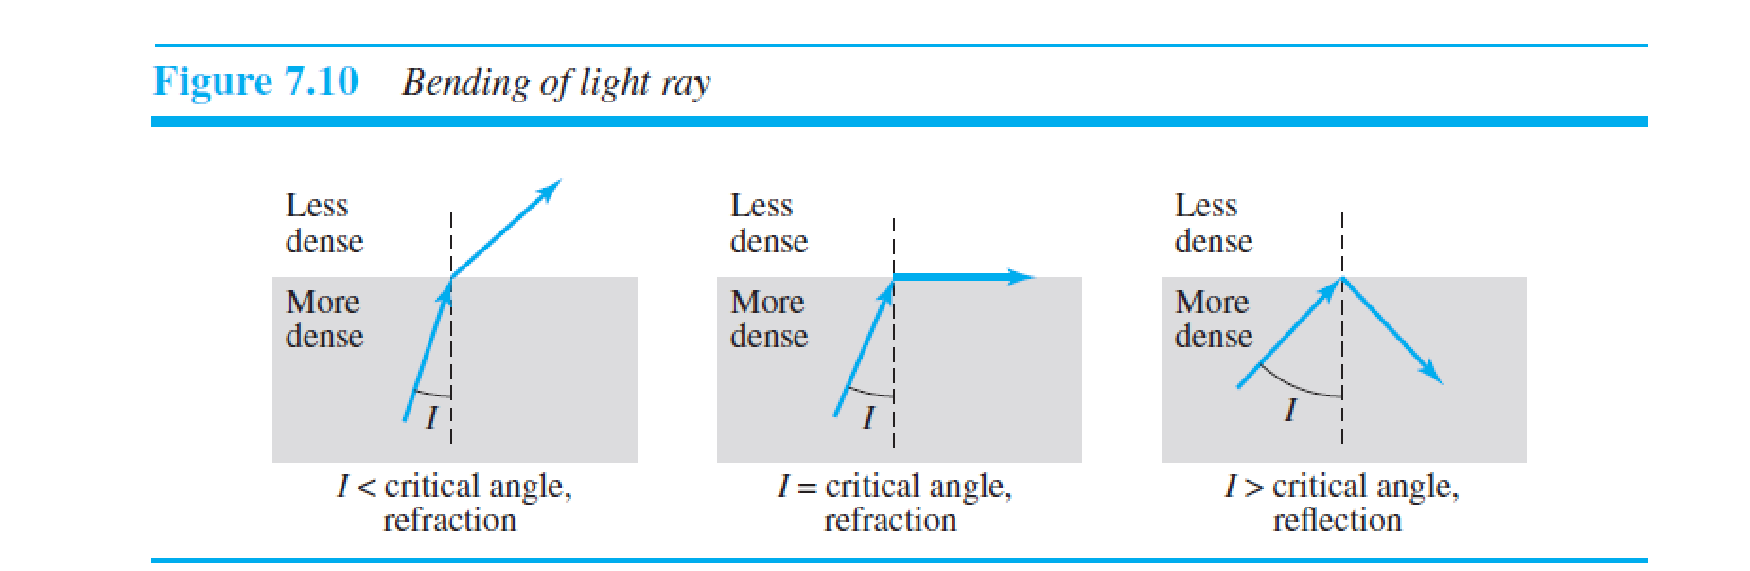 Figure 7.10 Bending of light ray
Less
dense
More
dense
I
I < critical angle,
refraction
Less
dense
More
dense
I
I = critical angle,
refraction
Less
dense
More
dense
I
I > critical angle,
reflection